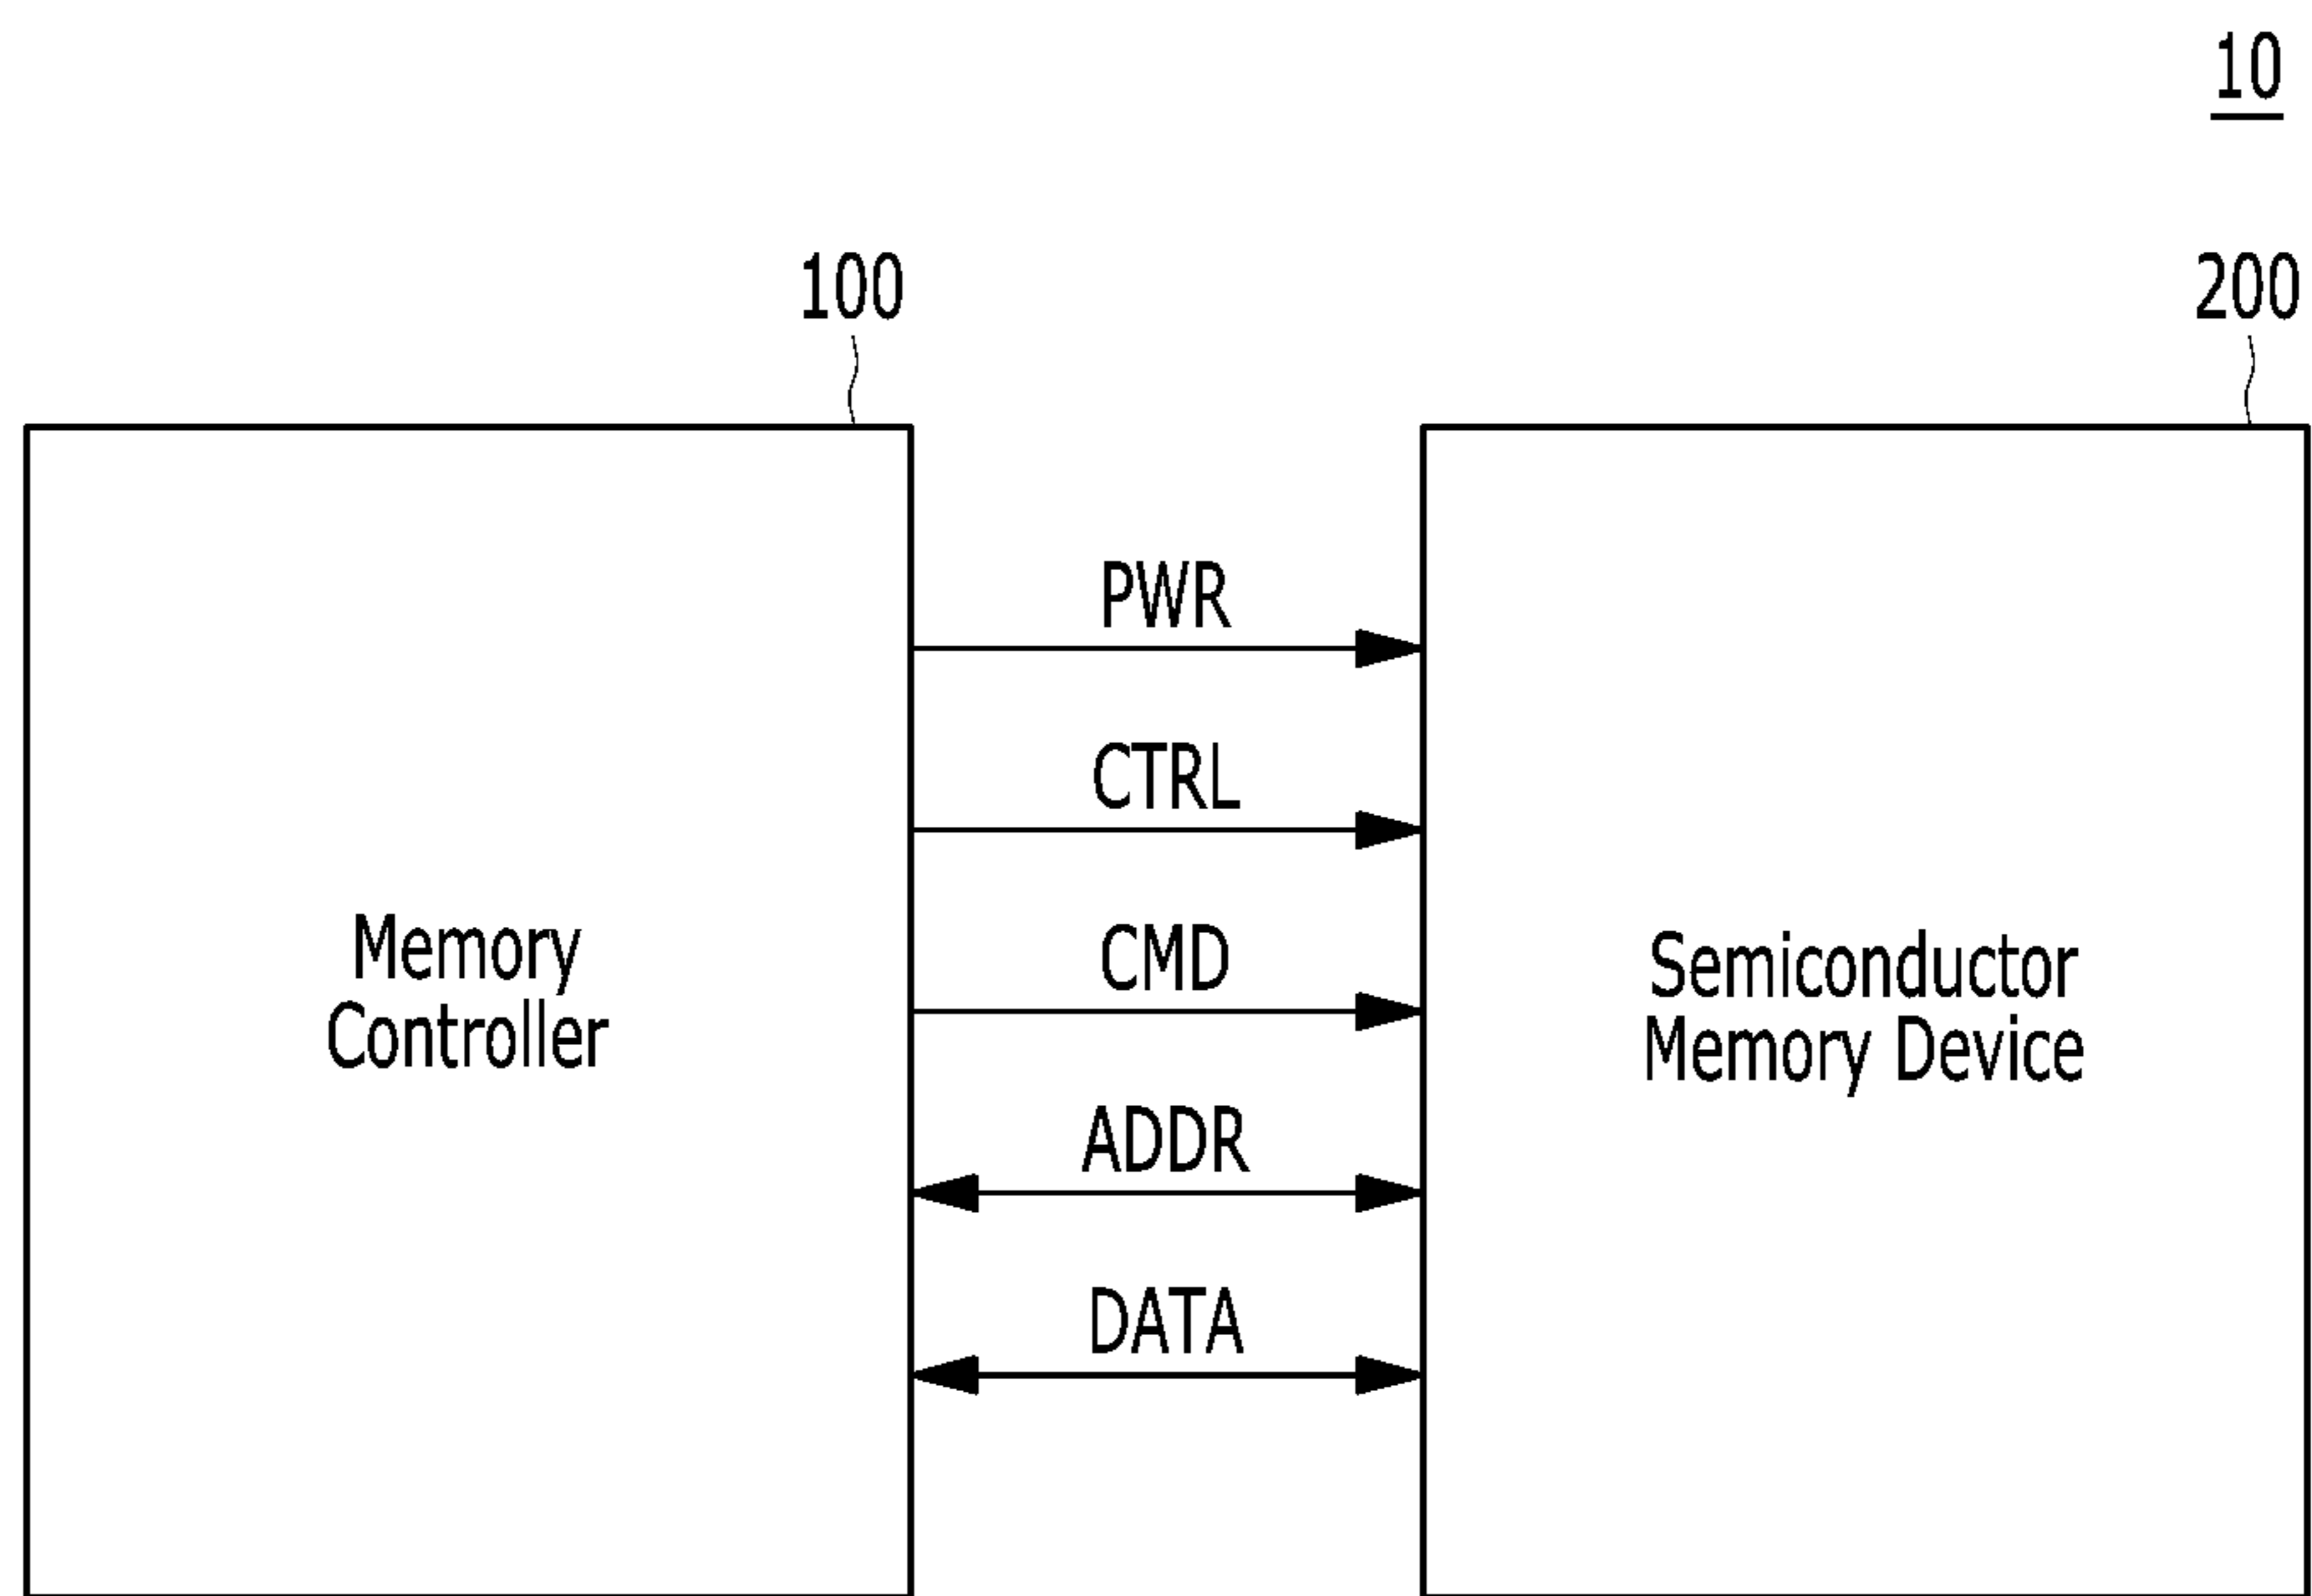 10
100
200
PWR
CTRL
CMD
ADDR
DATA
Memory
Controller
Semiconductor
Memory Device